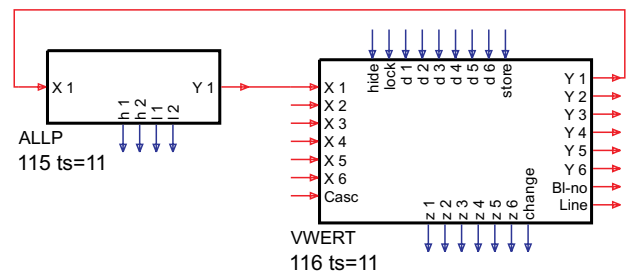 hide
lock
d 1
d 2
d 3
d 4
d 5
d 6
store
X 1
Y 1
h 1
h 2
l 1
l 2
ALLP
115 ts=11
X 1
X 2
X 3
X 4
X 5
X 6
Casc
Y 1
Y 2
Y 3
Y 4
Y 5
Y 6
Bl-no
Line
z 1
z 2
z 3
z 4
z 5
z 6
change
VWERT
116 ts=11